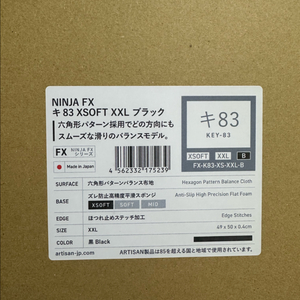 NINJA FX
キ83 XSOFT XXL ブラック
六角形パターン採用でどの方向にも
スムーズな滑りのバランスモデル。
FX NINJA FX シリーズ
Made in Japan
4 562332 175239
キ83
KEY-83
XSOFT XXL B
FX-K83-XS-XXL-B
SURFACE 六角形パターンバランス布地 Hexagon Pattern Balance Cloth
BASE ズレ防止高精度平滑スポンジ Anti-Slip High Precision Flat Foam
XSOFT SOFT MID
EDGE ほつれ止めステッチ加工 Edge Stitches
SIZE XXL 49 x 50 x 0.4cm
COLOR 黒 Black
artisan-jp.com ARTISAN製品は85を超える国と地域で使用されています。